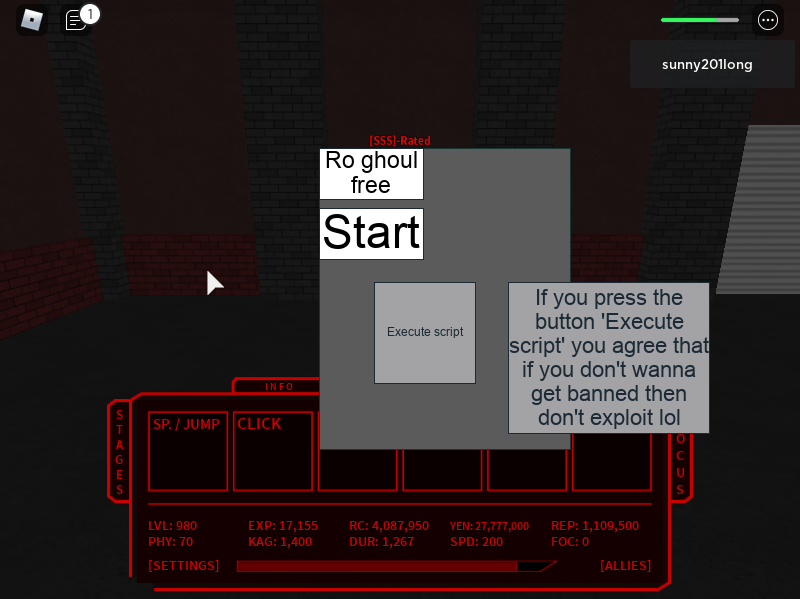 1
sunny201long
[SSS]-Rated
Ro ghoul
free
Start
Execute script
If you press the
button 'Execute
script' you agree that
if you don't wanna
get banned then
don't exploit lol
INFO
STAGES
SP. / JUMP
CLICK
OCUS
LVL: 980
EXP: 17,155
RC: 4,087,950
YEN: 27,777,000
REP: 1,109,500
PHY: 70
KAG: 1,400
DUR: 1,267
SPD: 200
FOC: 0
[SETTINGS]
[ALLIES]